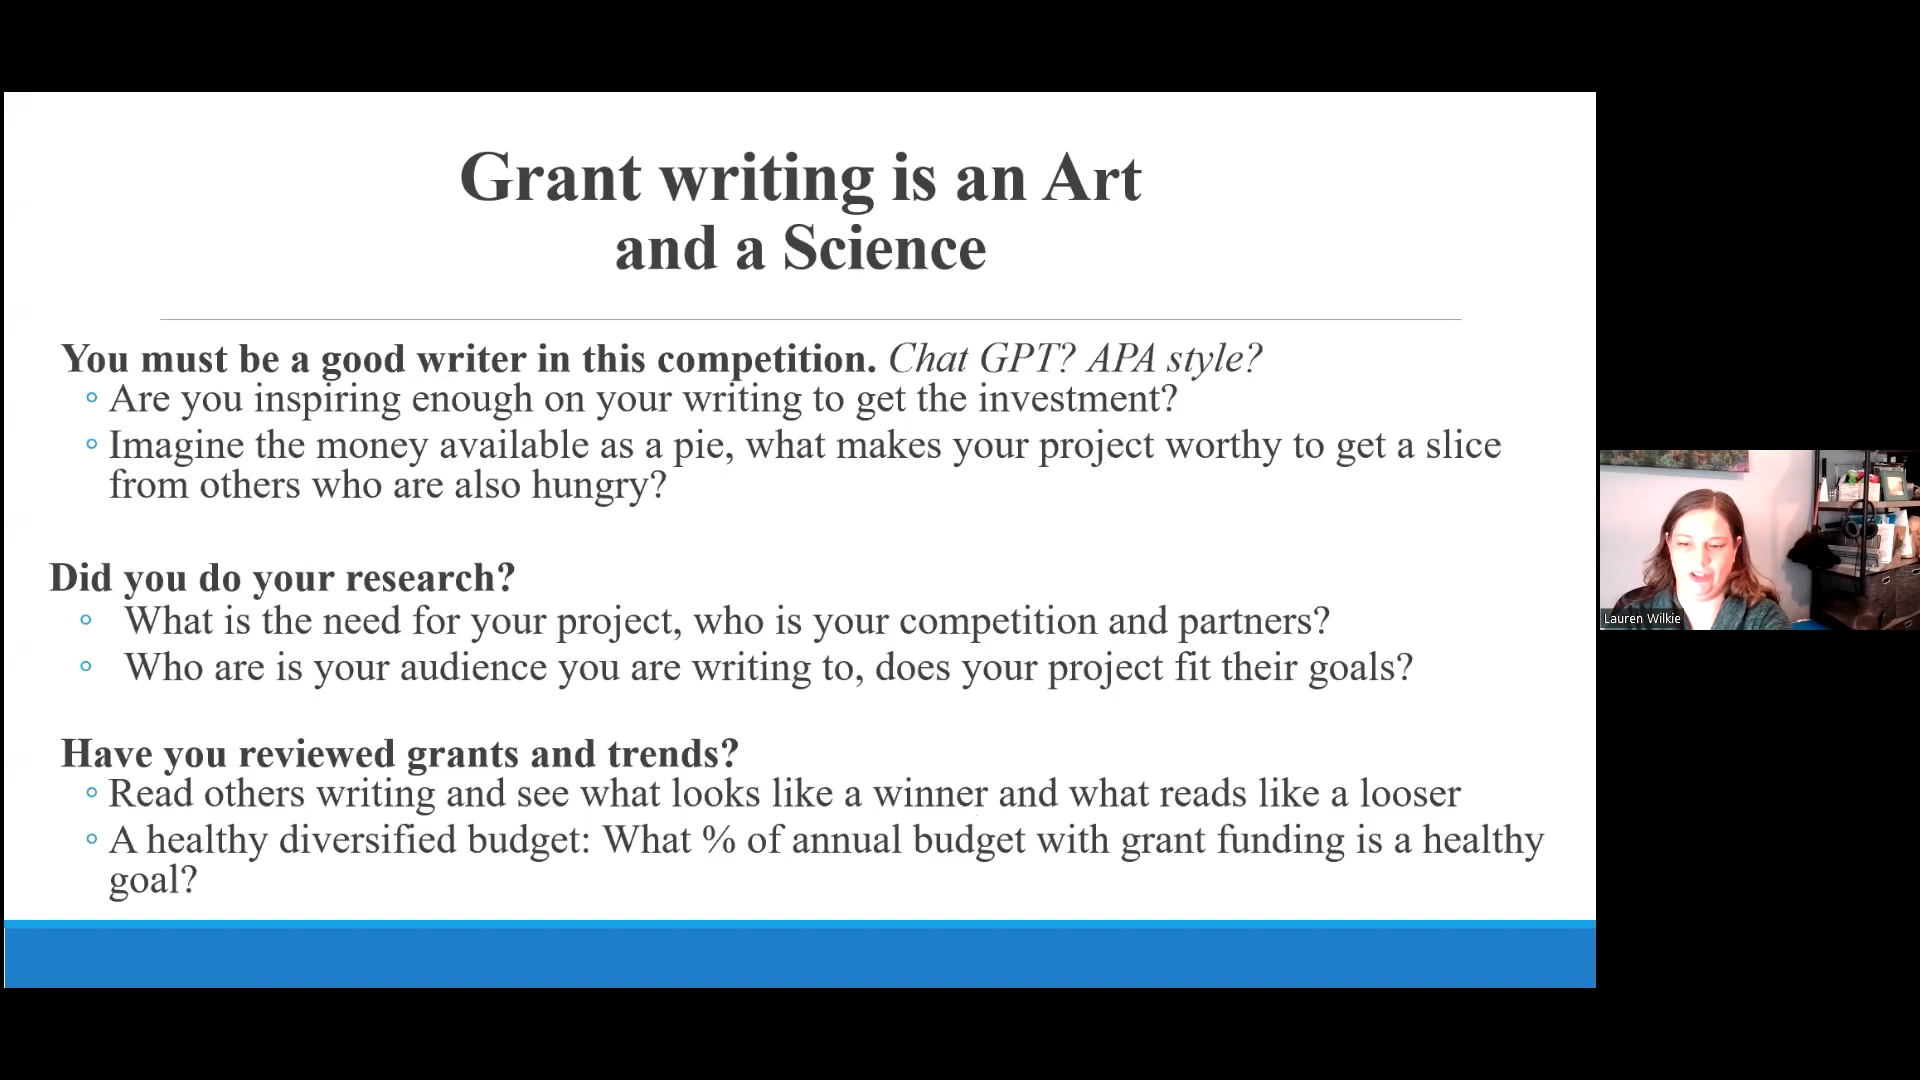 Grant writing is an Art
and a Science
You must be a good writer in this competition. Chat GPT? APA style?
◦ Are you inspiring enough on your writing to get the investment?
◦ Imagine the money available as a pie, what makes your project worthy to get a slice
from others who are also hungry?
Did you do your research?
◦ What is the need for your project, who is your competition and partners?
◦ Who are is your audience you are writing to, does your project fit their goals?
Have you reviewed grants and trends?
◦ Read others writing and see what looks like a winner and what reads like a looser
◦ A healthy diversified budget: What % of annual budget with grant funding is a healthy
goal?
Lauren Wilkie